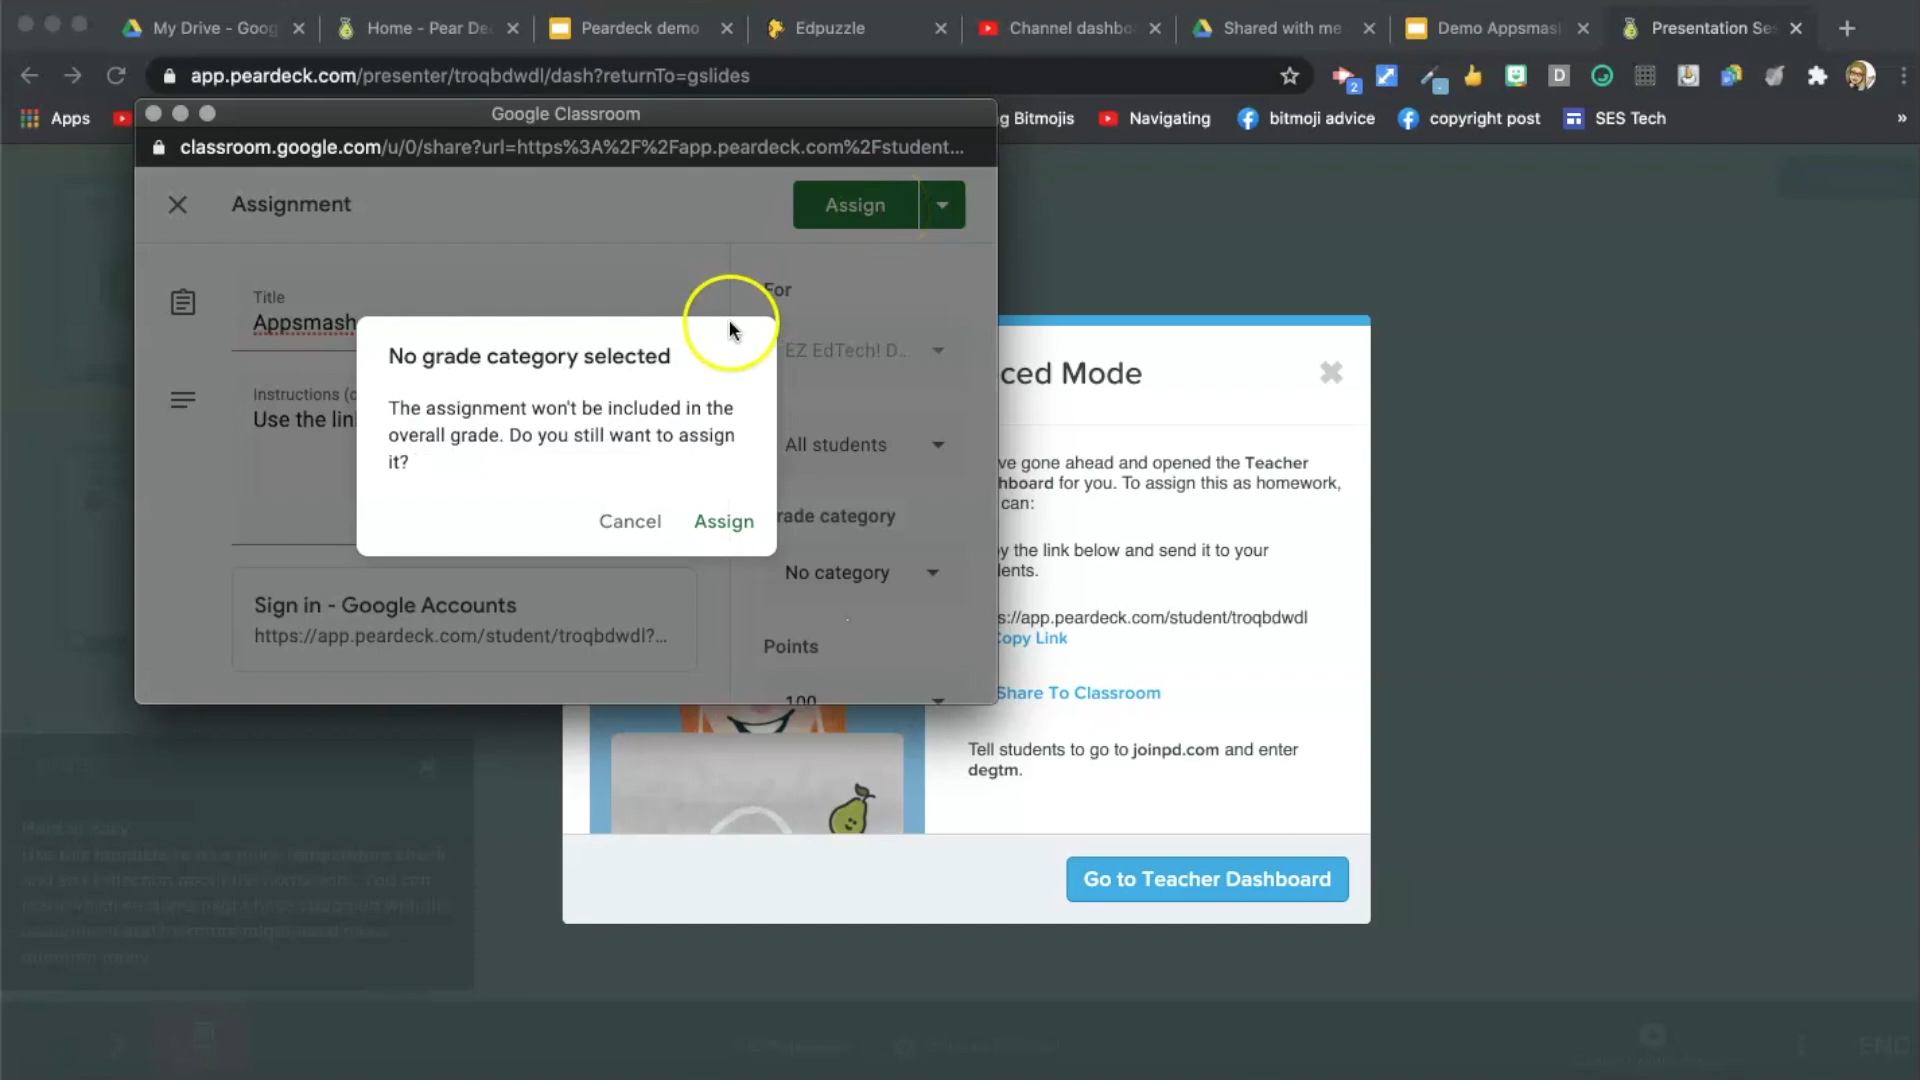 My Drive - Goog
Home - Pear De
Peardeck demo
Edpuzzle
Channel dashbo
Shared with me
Demo Appsmas
Presentation Ses
app.peardeck.com/presenter/troqbdwdl/dash?returnTo=gslides
2
D
Apps
g Bitmojis
Navigating
bitmoji advice
copyright post
SES Tech
»
Google Classroom
classroom.google.com/u/0/share?url=https%3A%2F%2Fapp.peardeck.com%2Fstudent...
Assignment
Assign
Title
Appsmash
For
EZ EdTech! D...
Instructions (o
Use the lin
All students
No grade category selected
The assignment won't be included in the
overall grade. Do you still want to assign
it?
Cancel
Assign
rade category
No category
Sign in - Google Accounts
https://app.peardeck.com/student/troqbdwdl?...
Points
100
ced Mode
ve gone ahead and opened the Teacher
hboard for you. To assign this as homework,
can:
y the link below and send it to your
lents.
s://app.peardeck.com/student/troqbdwdl
Copy Link
Share To Classroom
Tell students to go to joinpd.com and enter
degtm.
Go to Teacher Dashboard